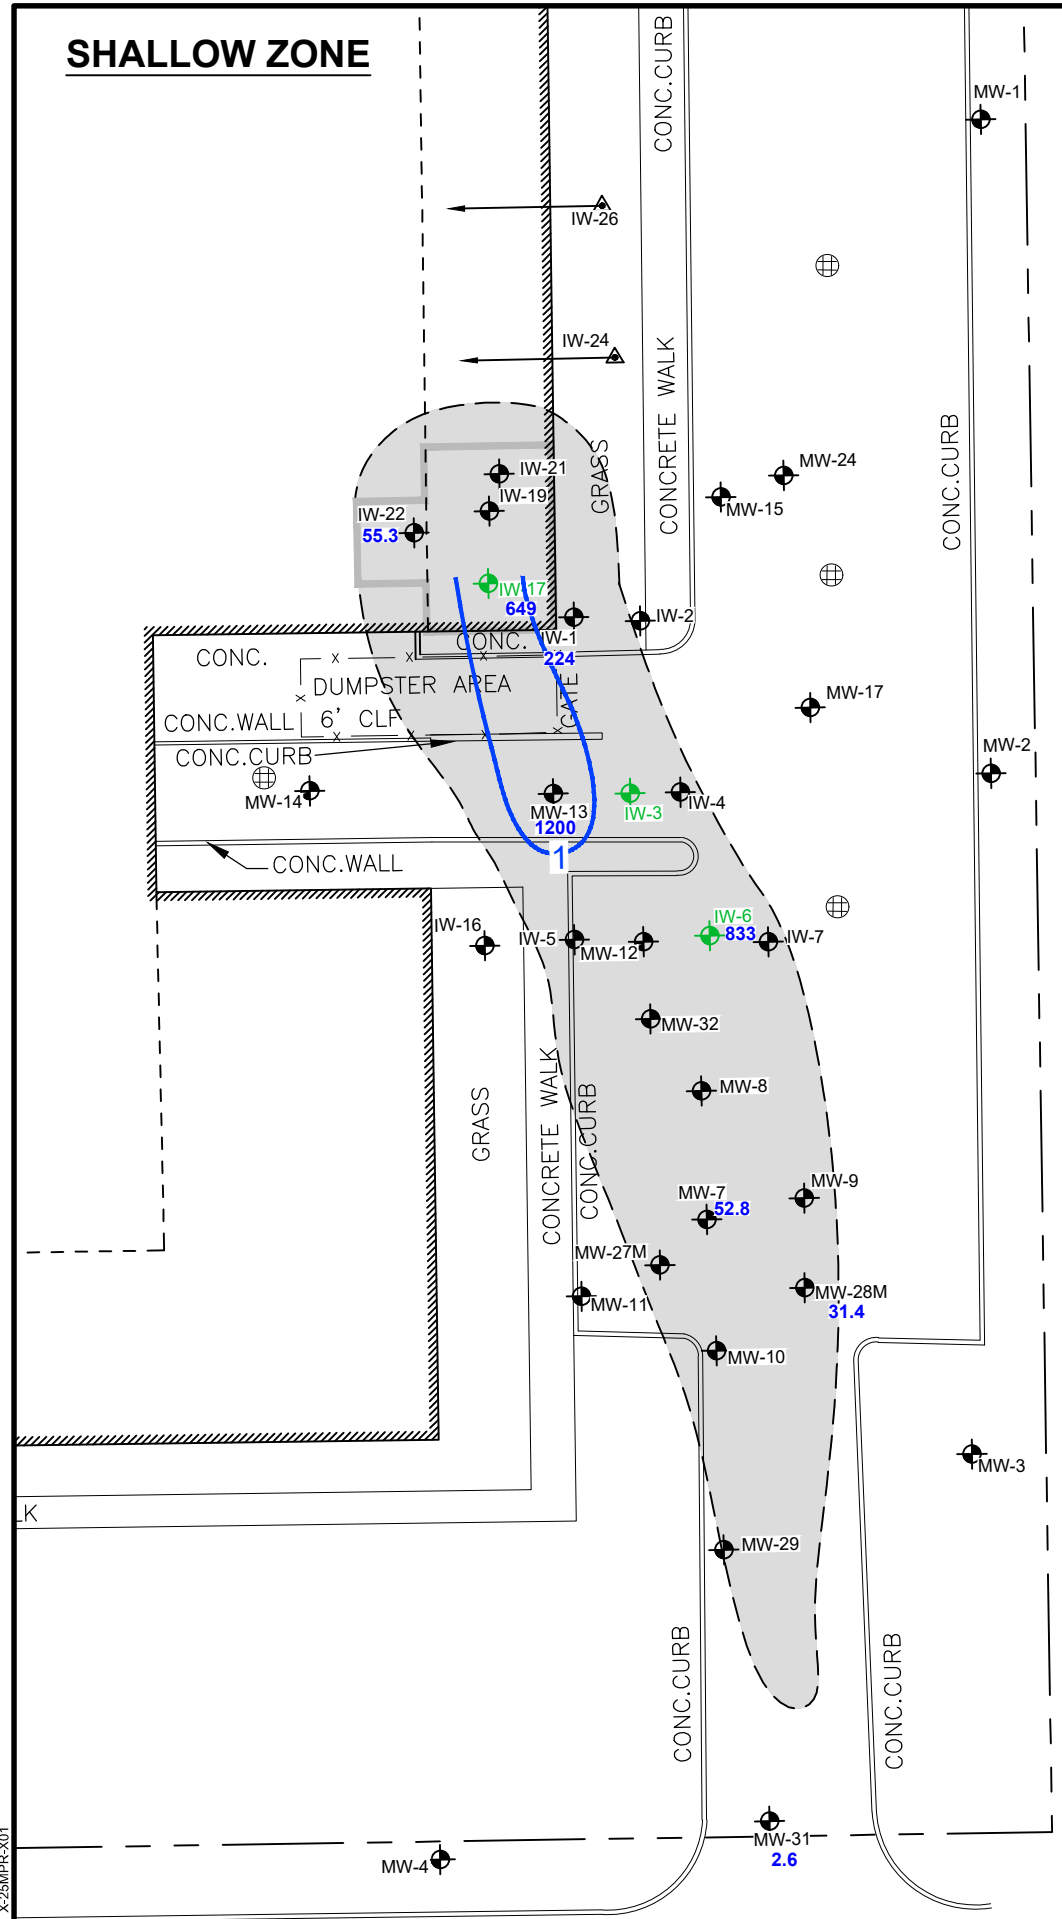 SHALLOW ZONE
CONC.CURB
MW-1
IW-26
IW-24
CONCRETE WALK
GRASS
CONC.CURB
IW-21
IW-19
MW-24
MW-15
IW-22
55.3
IW-17
649
IW-1
224
IW-2
CONC.
CONC.
DUMPSTER AREA
GATE
CONC.WALL
6' CLF
CONC.CURB
MW-17
MW-2
MW-14
MW-13
1200
IW-3
IW-4
1
CONC.WALL
IW-6
833
IW-16
IW-5
MW-12
IW-7
MW-32
CONCRETE WALK
GRASS
CONC.CURB
MW-8
MW-7
52.8
MW-9
MW-27M
MW-28M
31.4
MW-11
MW-10
MW-3
LK
MW-29
CONC.CURB
CONC.CURB
MW-31
2.6
MW-4
X-25MPR-X01